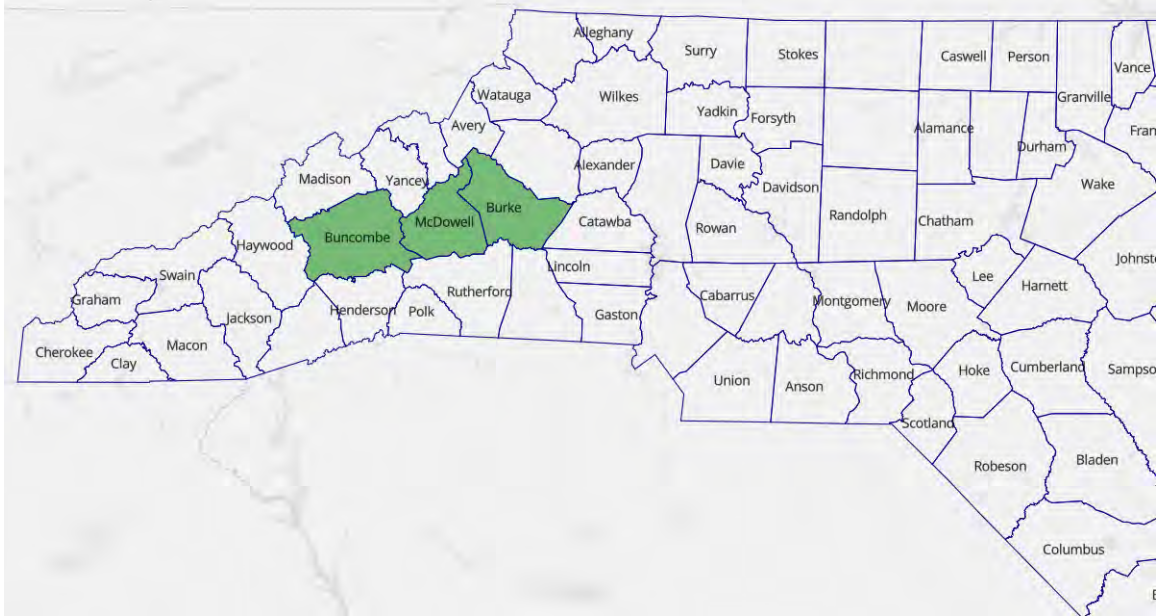 Alleghany
Surry
Stokes
Caswell
Person
Vance
Watauga
Wilkes
Granville
Yadkin
Forsyth
Avery
Alamance
Fran
Durham
Alexander
Davie
Madison
Yancey
Davidson
Wake
Burke
Randolph
McDowell
Catawba
Rowan
Chatham
Buncombe
Haywood
Johnst
Swain
Lincoln
Lee
Harnett
Graham
Rutherford
Cabarrus
Montgomery
Moore
Henderson
Polk
Gaston
Jackson
Cherokee
Macon
Clay
Hoke
Cumberland
Sampso
Richmond
Union
Anson
Scotland
Robeson
Bladen
Columbus